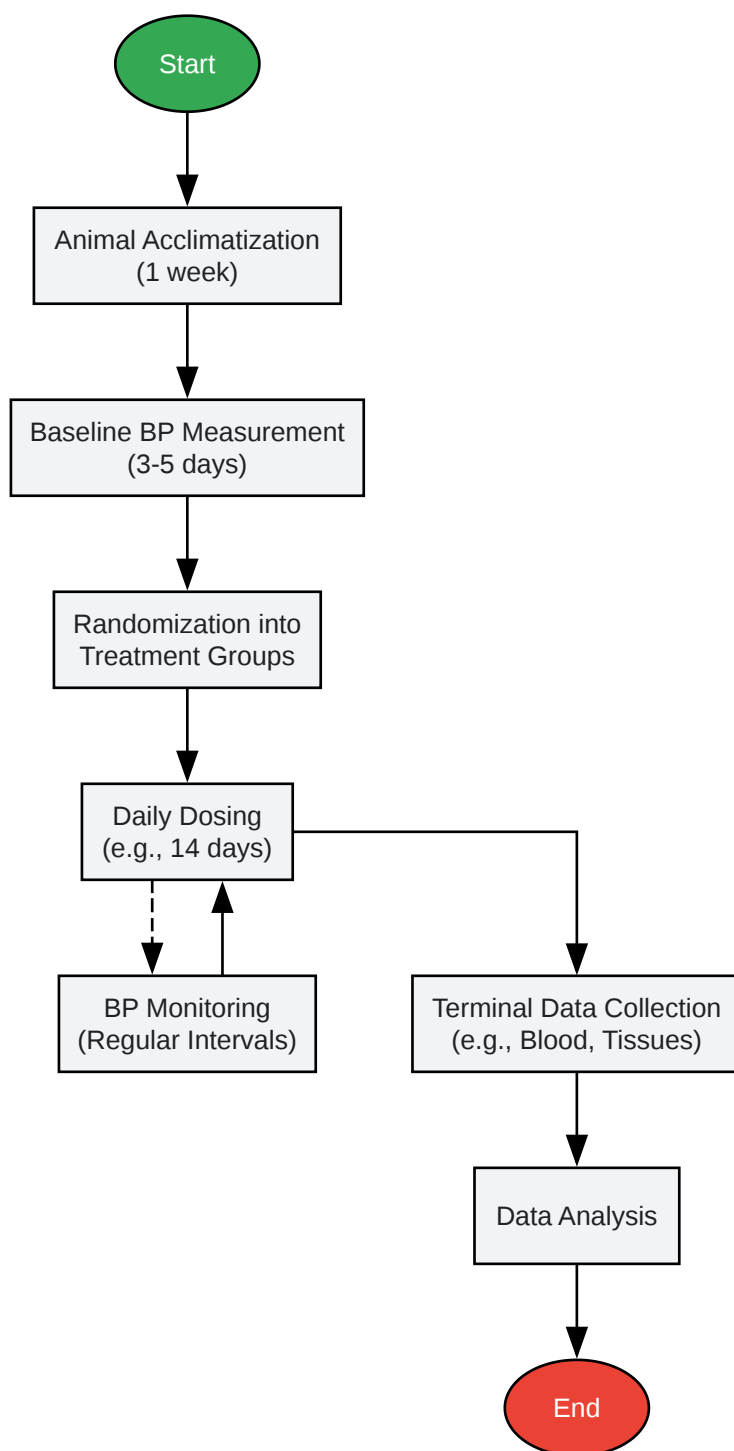 Start
Animal Acclimatization
(1 week)
Baseline BP Measurement
(3-5 days)
Randomization into
Treatment Groups
Daily Dosing
(e.g., 14 days)
BP Monitoring
(Regular Intervals)
Terminal Data Collection
(e.g., Blood, Tissues)
Data Analysis
End